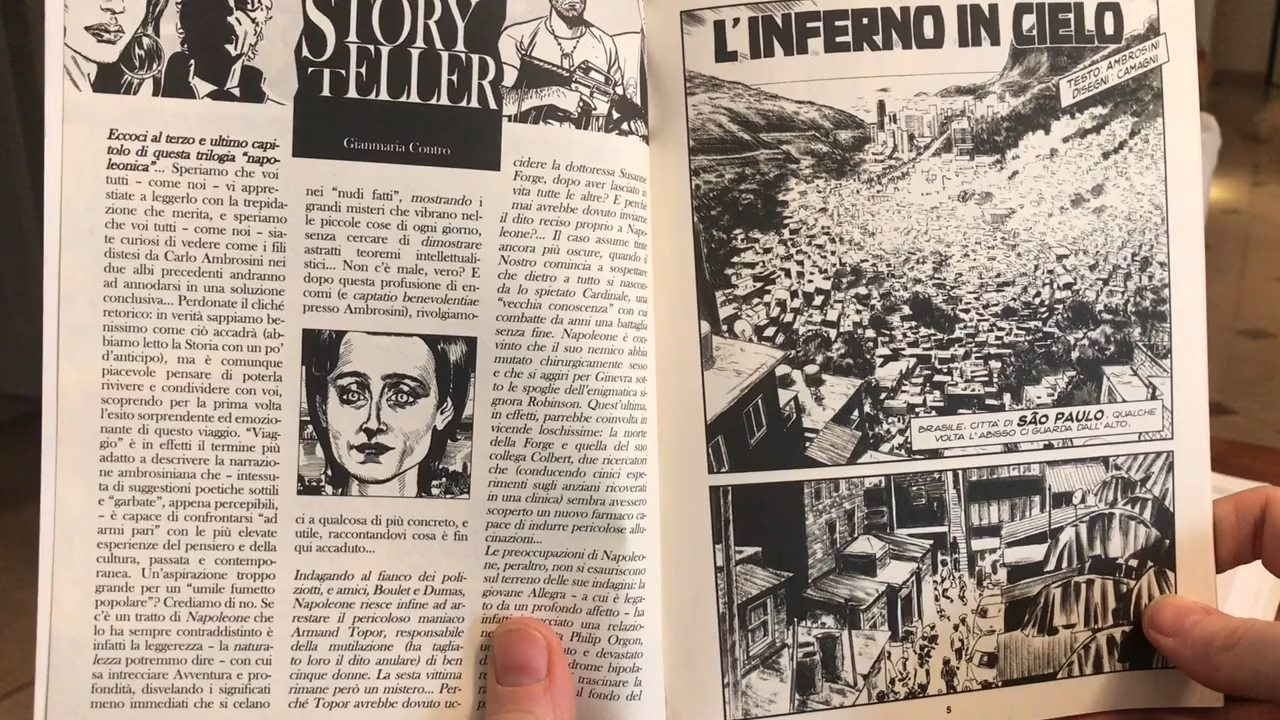 STORY
TELLER
Gianmaria Contro
Eccoci al terzo e ultimo capi-
tolo di questa trilogia “napo-
leonica”... Speriamo che voi
tutti – come noi – vi appre-
stiate a leggerlo con la trepida-
zione che merita, e speriamo
che voi tutti – come noi – sia-
te curiosi di vedere come i fili
distesi da Carlo Ambrosini nei
due albi precedenti andranno
ad annodarsi in una soluzione
conclusiva... Perdonate il cliché
retorico: in verità sappiamo be-
nissimo come ciò accadrà (ab-
biamo letto la Storia con un po’
d’anticipo), ma è comunque
piacevole pensare di poterla
rivivere e condividere con voi,
scoprendo per la prima volta
l’esito sorprendente ed emozio-
nante di questo viaggio. “Viag-
gio” è in effetti il termine più
adatto a descrivere la narrazio-
ne ambrosiniana che – intessu-
ta di suggestioni poetiche sottili
e “garbate”, appena percepibili,
– è capace di confrontarsi “ad
armi pari” con le più elevate
esperienze del pensiero e della
cultura, passata e contempo-
ranea. Un’aspirazione troppo
grande per un “umile fumetto
popolare”? Crediamo di no. Se
c’è un tratto di Napoleone che
lo ha sempre contraddistinto è
infatti la leggerezza – la natura-
lezza potremmo dire – con cui
sa intrecciare Avventura e pro-
fondità, disvelando i significati
meno immediati che si celano
nei “nudi fatti”, mostrando i
grandi misteri che vibrano nel-
le piccole cose di ogni giorno,
senza cercare di dimostrare
astratti teoremi intellettuali-
stici... Non c’è male, vero? E
dopo questa profusione di en-
comi (e captatio benevolentiae
presso Ambrosini), rivolgiamo-
ci a qualcosa di più concreto, e
utile, raccontandovi cosa è fin
qui accaduto...
Indagando al fianco dei poli-
ziotti, e amici, Boulet e Dumas,
Napoleone riesce infine ad ar-
restare il pericoloso maniaco
Armand Topor, responsabile
della mutilazione (ha taglia-
to loro il dito anulare) di ben
cinque donne. La sesta vittima
rimane però un mistero... Per-
ché Topor avrebbe dovuto uc-
cidere la dottoressa Susanne
Forge, dopo aver lasciato in
vita tutte le altre? E perché
mai avrebbe dovuto inviarne
il dito reciso proprio a Napo-
leone?... Il caso assume tinte
ancora più oscure, quando il
Nostro comincia a sospettare
che dietro a tutto si nascon-
da lo spietato Cardinale, una
“vecchia conoscenza” con cui
combatte da anni una battaglia
senza fine. Napoleone è con-
vinto che il suo nemico abbia
mutato chirurgicamente sesso
e che si aggiri per Ginevra sot-
to le spoglie dell’enigmatica si-
gnora Robinson. Quest’ultima,
in effetti, parrebbe coinvolta in
vicende loschissime: la morte
della Forge e quella del suo
collega Colbert, due ricercatori
che (conducendo cinici espe-
rimenti sugli anziani ricoverati
in una clinica) sembra avessero
scoperto un nuovo farmaco ca-
pace di indurre pericolose allu-
cinazioni...
Le preoccupazioni di Napoleo-
ne, peraltro, non si esauriscono
sul terreno delle sue indagini: la
giovane Allegra – a cui è lega-
to da un profondo affetto – ha
una relazio-
Philip Orgon,
e devastato
bipola-
trascinare la
fondo del
L’INFERNO IN CIELO
TESTO: AMBROSINI
DISEGNI: CAMAGNI
BRASILE. CITTA’ DI SÃO PAULO. QUALCHE
VOLTA L’ABISSO CI GUARDA DALL’ALTO.
5